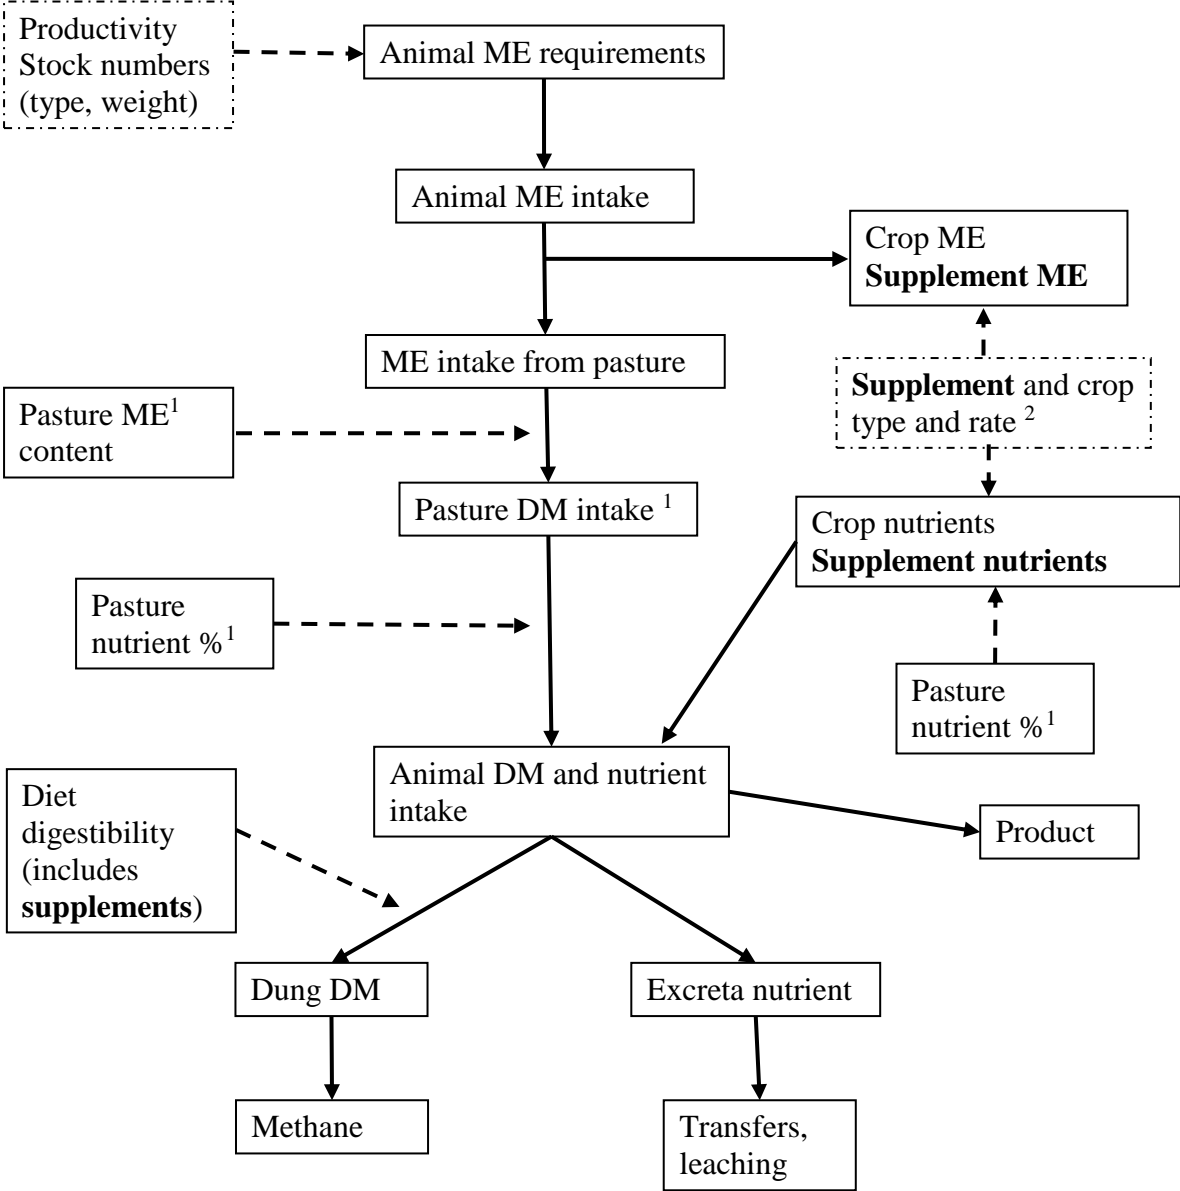 Productivity
Stock numbers
(type, weight)
Animal ME requirements
Animal ME intake
Crop ME
Supplement ME
ME intake from pasture
Supplement and crop
type and rate ²
Pasture ME¹
content
Pasture DM intake ¹
Crop nutrients
Supplement nutrients
Pasture
nutrient %¹
Pasture
nutrient %¹
Animal DM and nutrient
intake
Diet
digestibility
(includes
supplements)
Product
Dung DM
Excreta nutrient
Methane
Transfers,
leaching